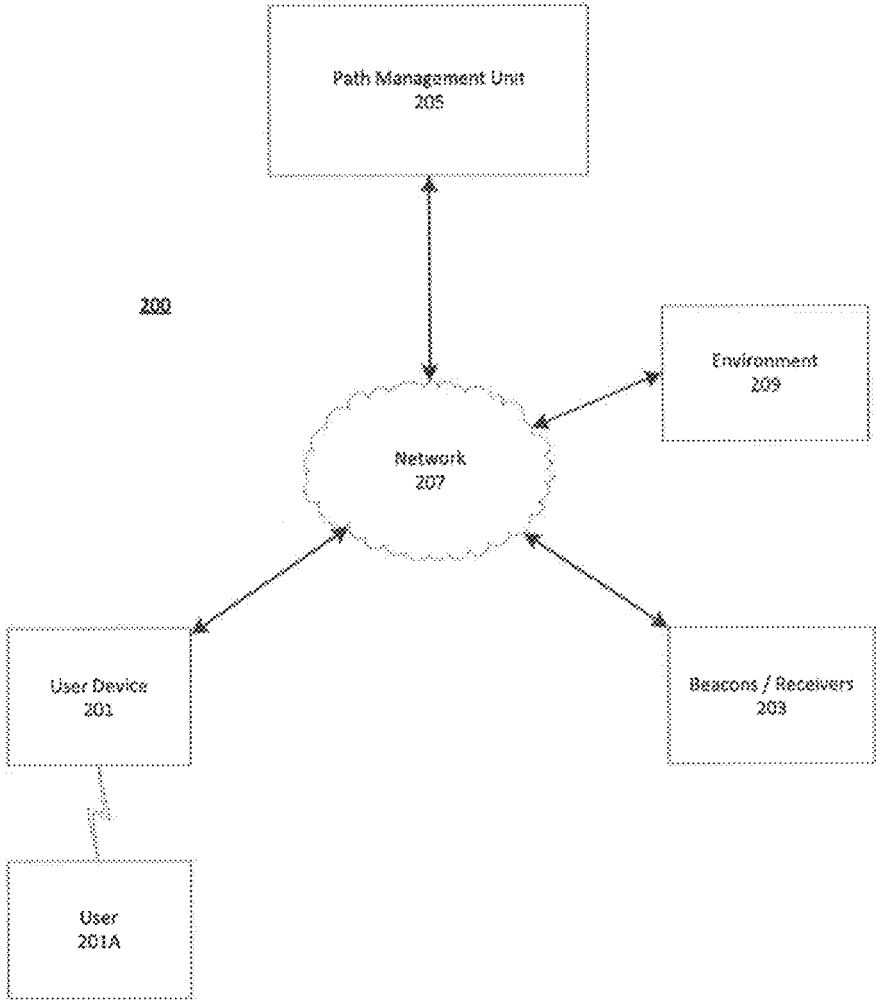 Path Management Unit
205
200
Environment
209
Network
207
User Device
201
Beacons / Receivers
203
User
201A